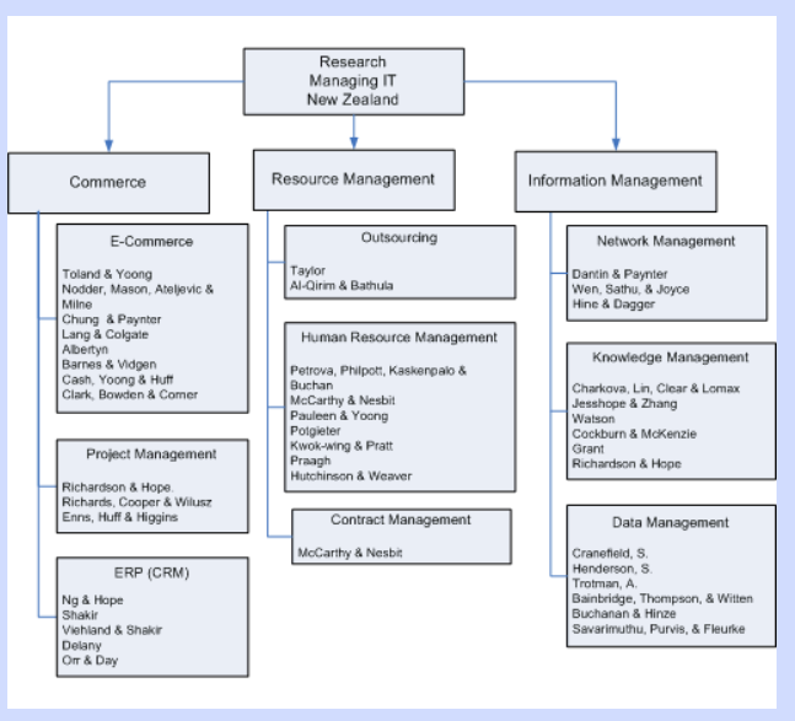 Research
Managing IT
New Zealand
Commerce
Resource Management
Information Management
E-Commerce
Toland & Yoong
Nodder, Mason, Ateljevic &
Milne
Chung & Paynter
Lang & Colgate
Albertyn
Barnes & Vidgen
Cash, Yoong & Huff
Clark, Bowden & Corner
Project Management
Richardson & Hope.
Richards, Cooper & Wilusz
Enns, Huff & Higgins
ERP (CRM)
Ng & Hope
Shakir
Viehland & Shakir
Delany
Orr & Day
Outsourcing
Taylor
Al-Qirim & Bathula
Human Resource Management
Petrova, Philpott, Kaskenpalo &
Buchan
McCarthy & Nesbit
Pauleen & Yoong
Potgieter
Kwok-wing & Pratt
Praagh
Hutchinson & Weaver
Contract Management
McCarthy & Nesbit
Network Management
Dantin & Paynter
Wen, Sathu, & Joyce
Hine & Dagger
Knowledge Management
Charkova, Lin, Clear & Lomax
Jesshope & Zhang
Watson
Cockburn & McKenzie
Grant
Richardson & Hope
Data Management
Cranefield, S.
Henderson, S.
Trotman, A.
Bainbridge, Thompson, & Witten
Buchanan & Hinze
Savarimuthu, Purvis, & Fleurke